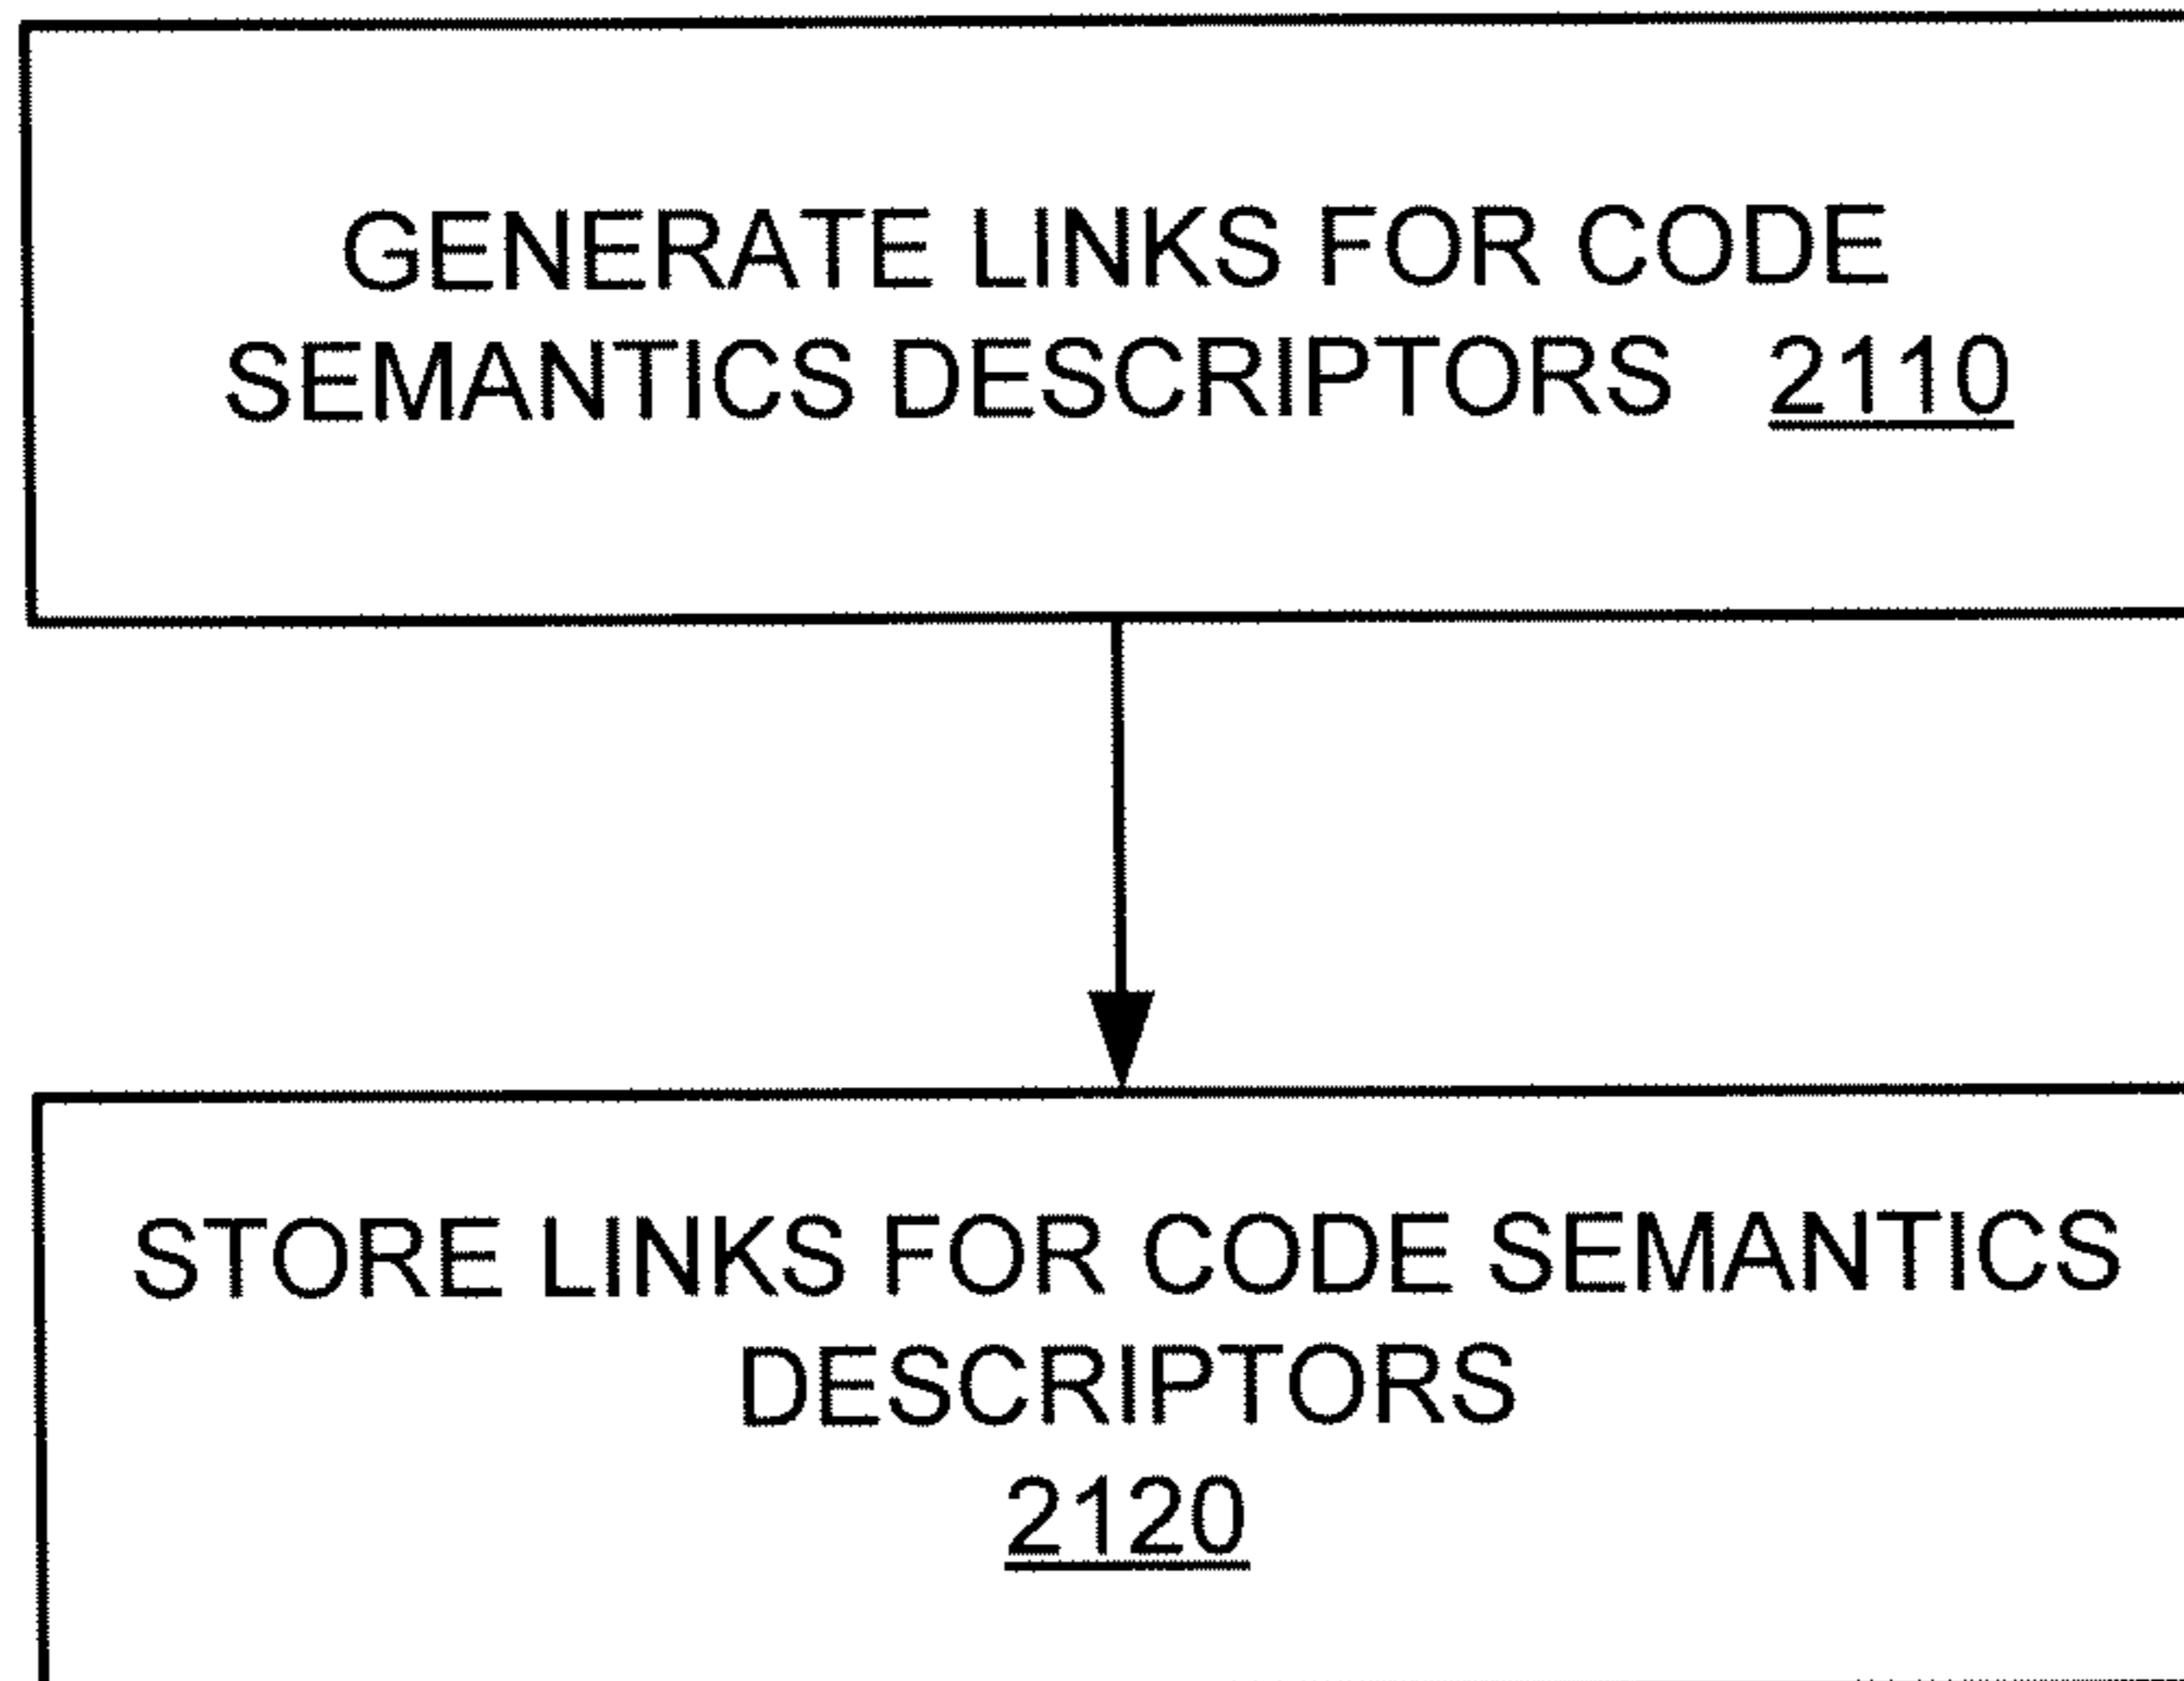 GENERATE LINKS FOR CODE
SEMANTICS DESCRIPTORS 2110
STORE LINKS FOR CODE SEMANTICS
DESCRIPTORS
2120